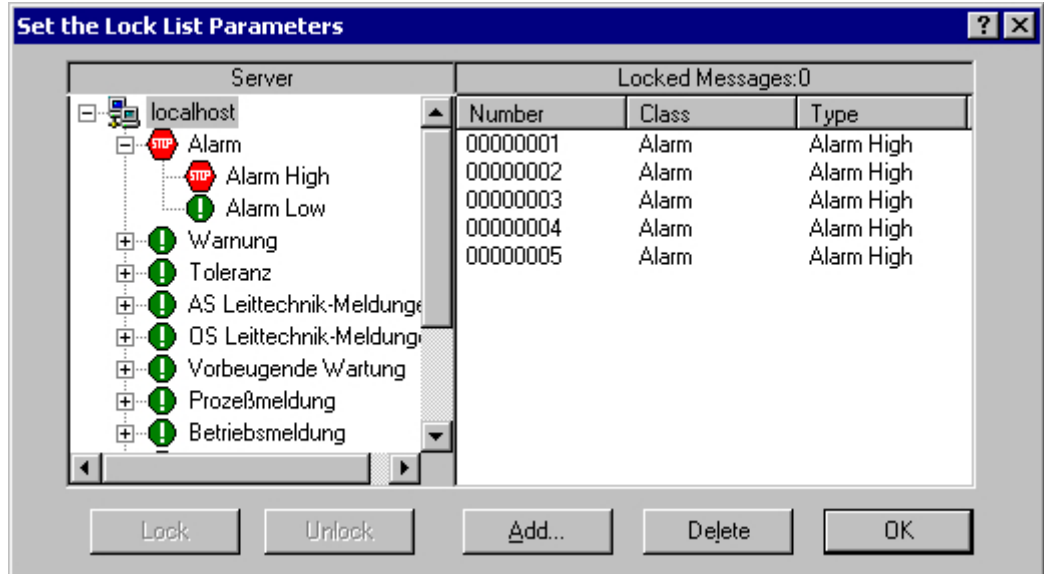 Set the Lock List Parameters
Server
Locked Messages:0
localhost
Alarm
STOP
Alarm High
STOP
Alarm Low
Warnung
Toleranz
AS Leittechnik-Meldunge
OS Leittechnik-Meldung
Vorbeugende Wartung
Prozeßmeldung
Betriebsmeldung
Number Class Type
00000001 Alarm Alarm High
00000002 Alarm Alarm High
00000003 Alarm Alarm High
00000004 Alarm Alarm High
00000005 Alarm Alarm High
Lock Unlock Add... Delete OK